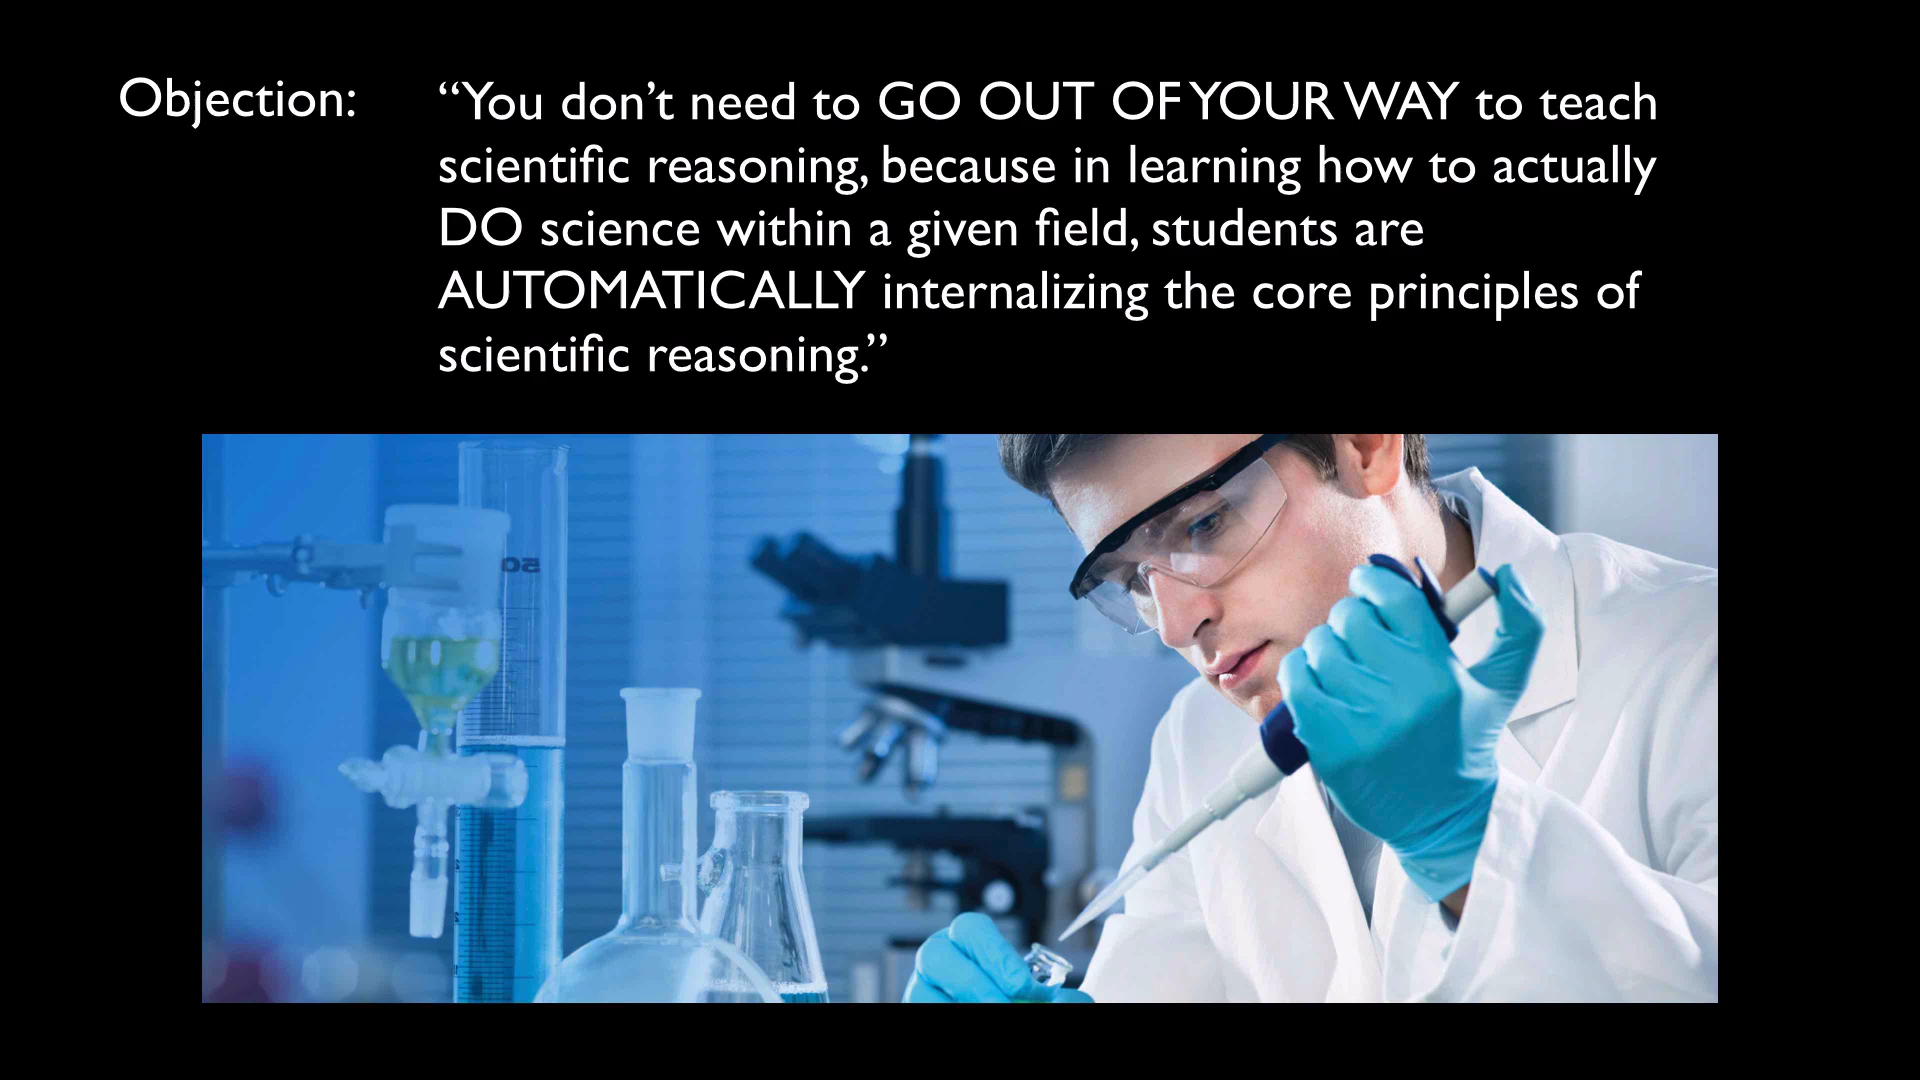 Objection:
“You don’t need to GO OUT OF YOUR WAY to teach
scientific reasoning, because in learning how to actually
DO science within a given field, students are
AUTOMATICALLY internalizing the core principles of
scientific reasoning.”
50